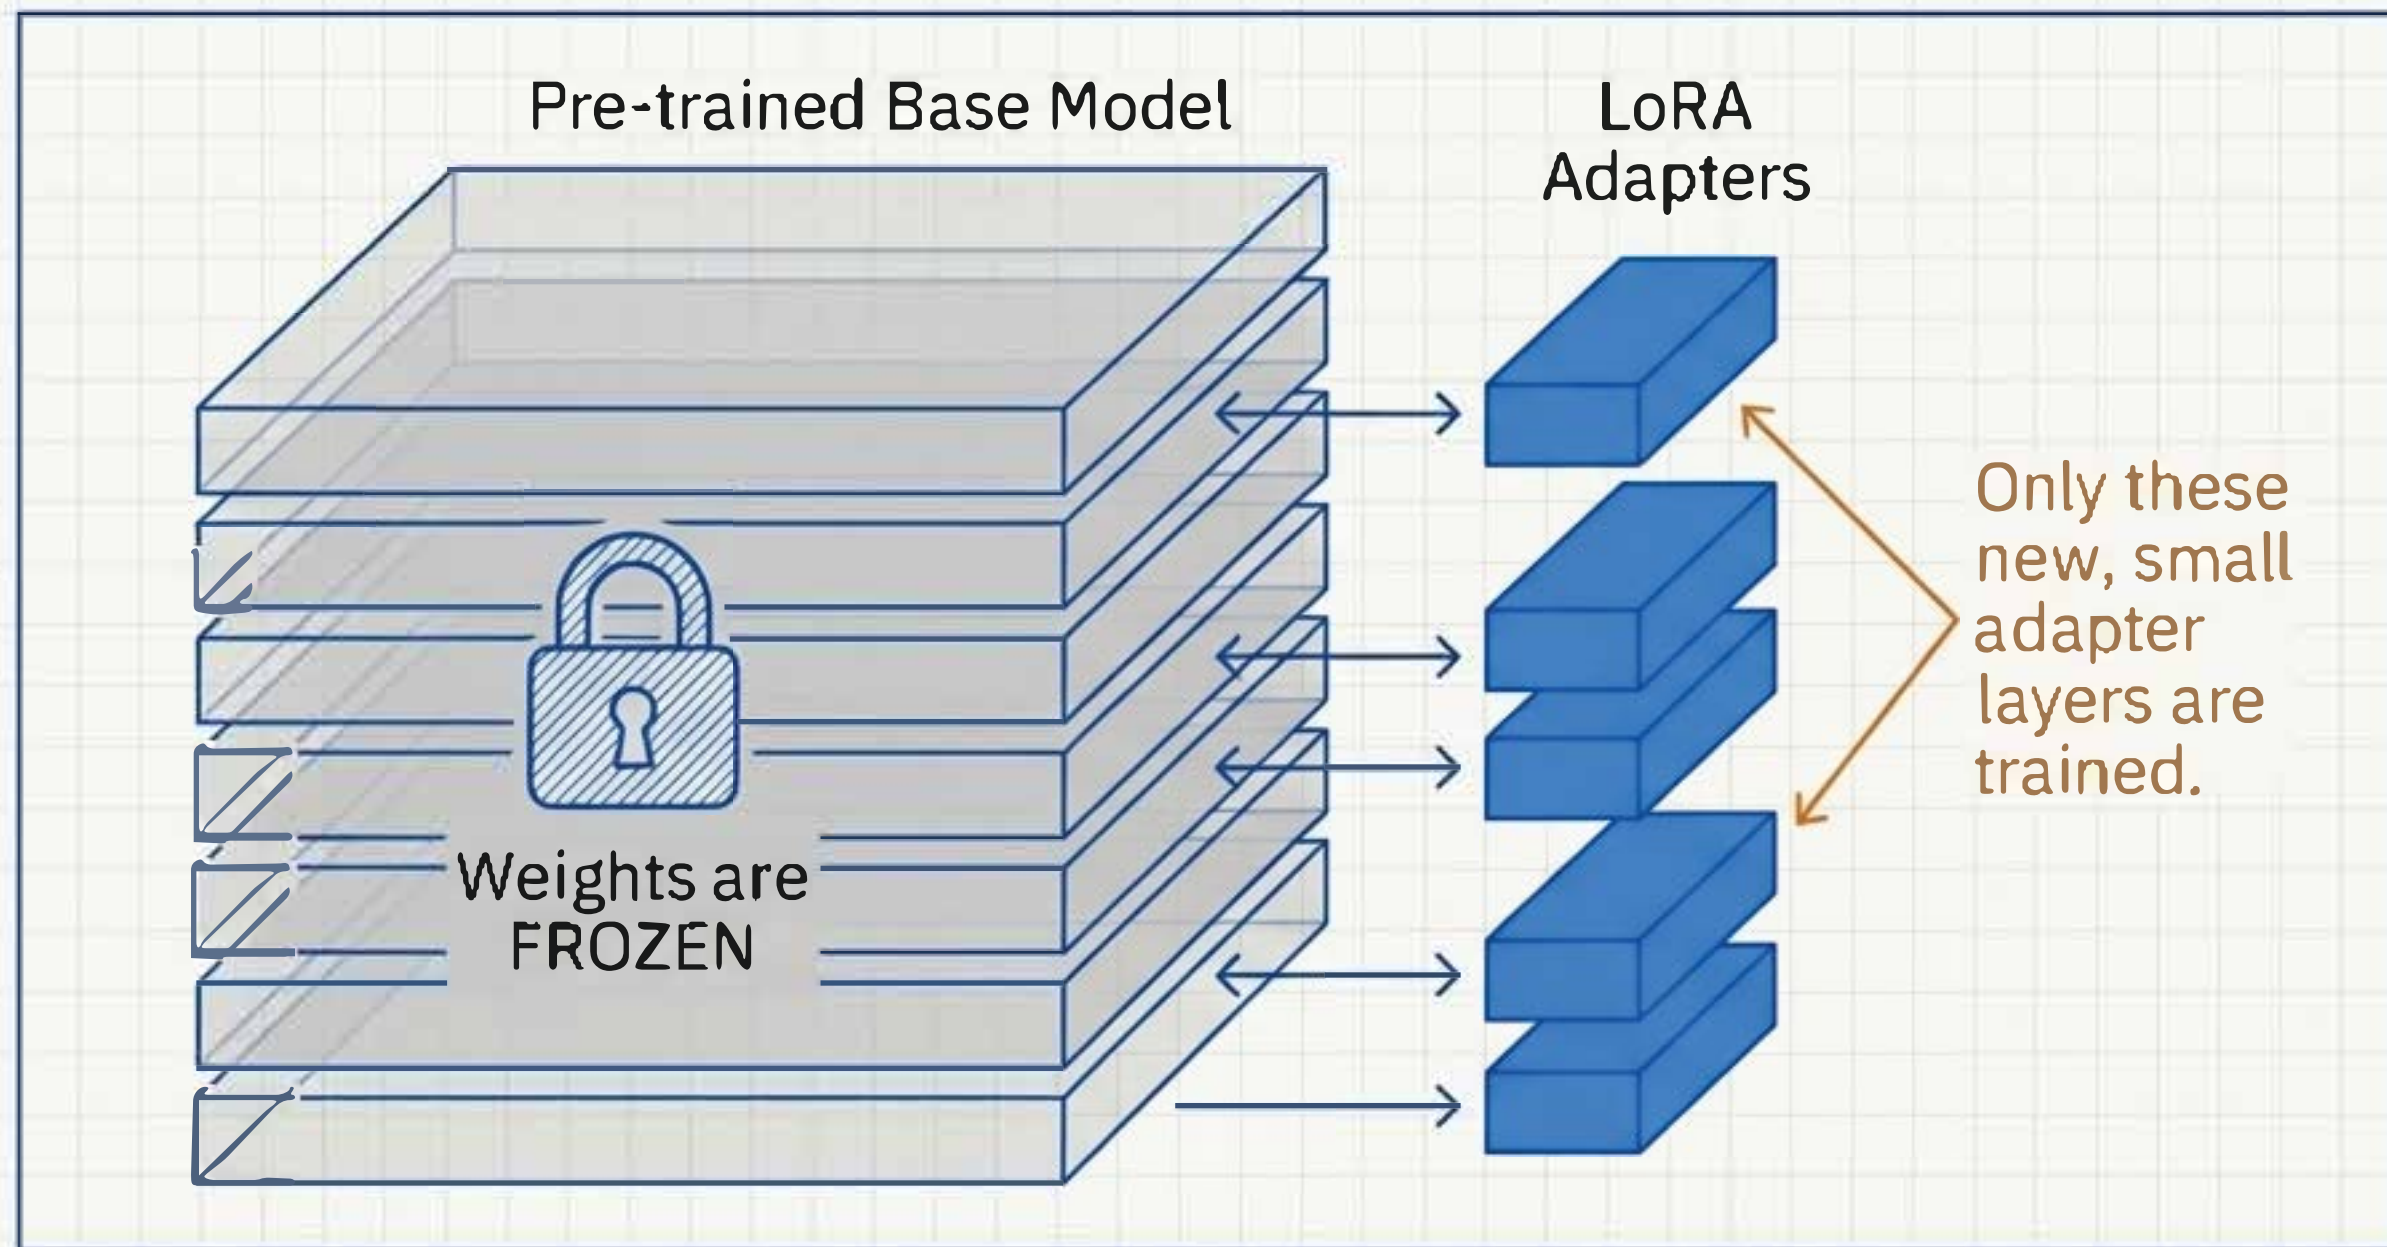 Pre-trained Base Model
LoRA
Adapters
Weights are
FROZEN
Only these
new, small
adapter
layers are
trained.